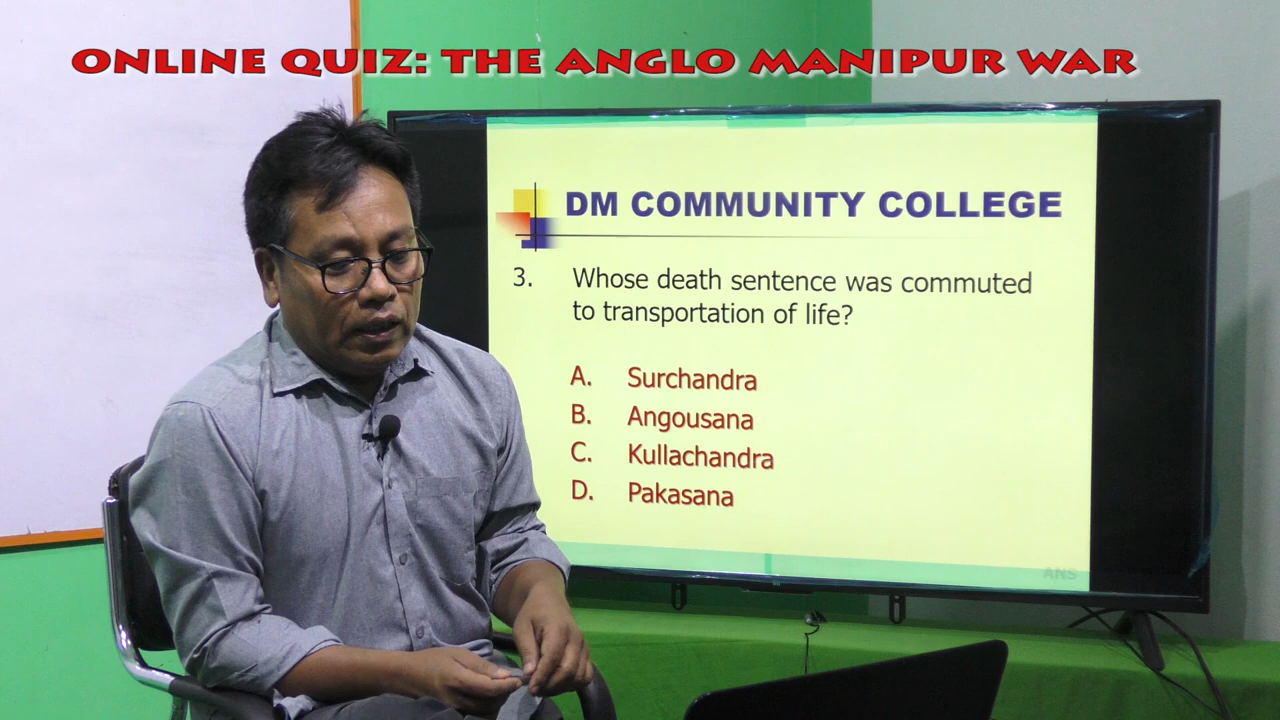 ONLINE QUIZ: THE ANGLO MANIPUR WAR
DM COMMUNITY COLLEGE
3. Whose death sentence was commuted
to transportation of life?
A. Surchandra
B. Angousana
C. Kullachandra
D. Pakasana
ANS